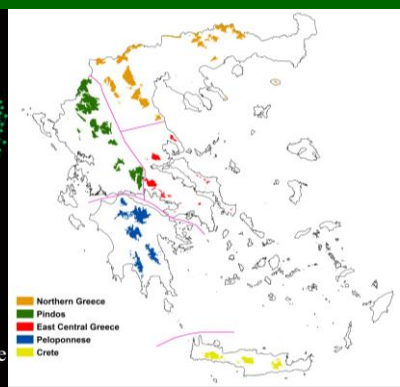 Northern Greece
Pindos
East Central Greece
Peloponnese
Crete
e